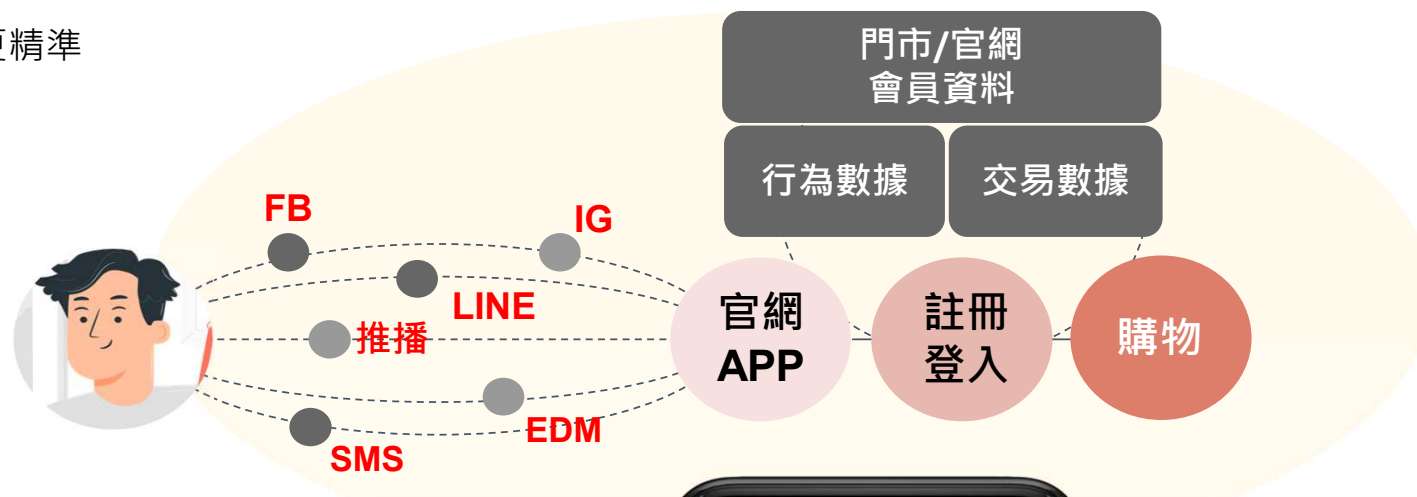 更精準
門市/官網
會員資料
行為數據
交易數據
FB
IG
LINE
推播
EDM
SMS
官網
APP
註冊
登入
購物